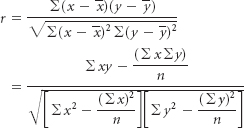 r = Σ(x − x̄)(y − ȳ) / √(Σ(x − x̄)² Σ(y − ȳ)²)
= (Σxy − (ΣxΣy)/n) / √([Σx² − (Σx)²/n][Σy² − (Σy)²/n])